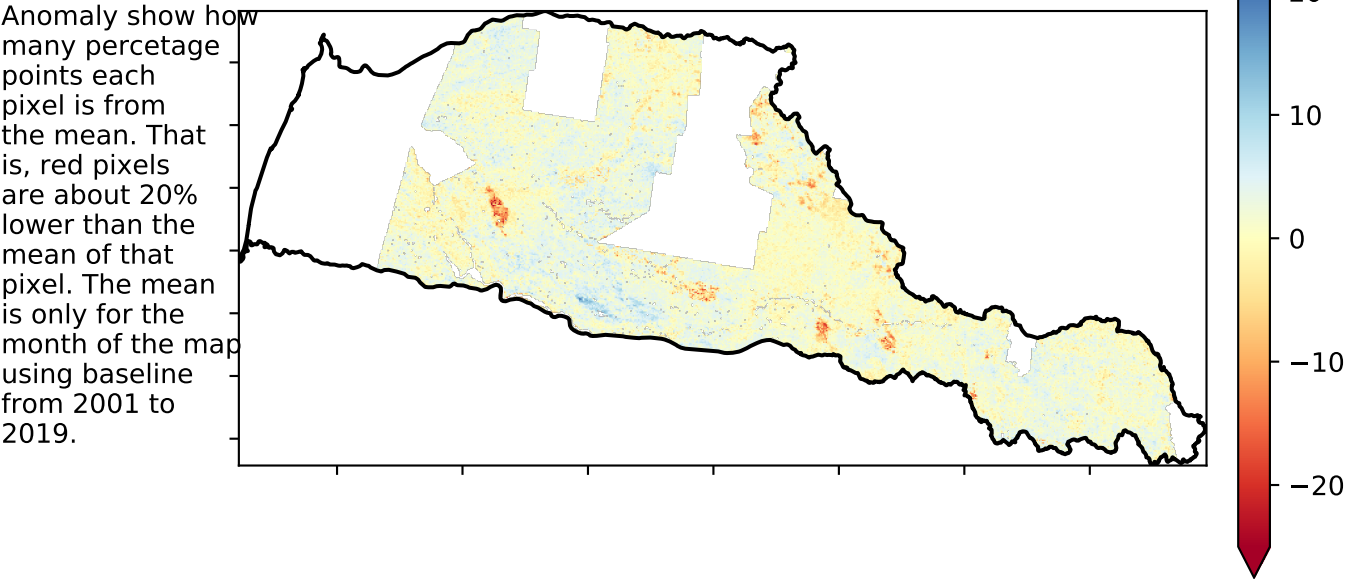 Anomaly show how
many percetage
points each
pixel is from
the mean. That
is, red pixels
are about 20%
lower than the
mean of that
pixel. The mean
is only for the
month of the map
using baseline
from 2001 to
2019.
10
0
−10
−20